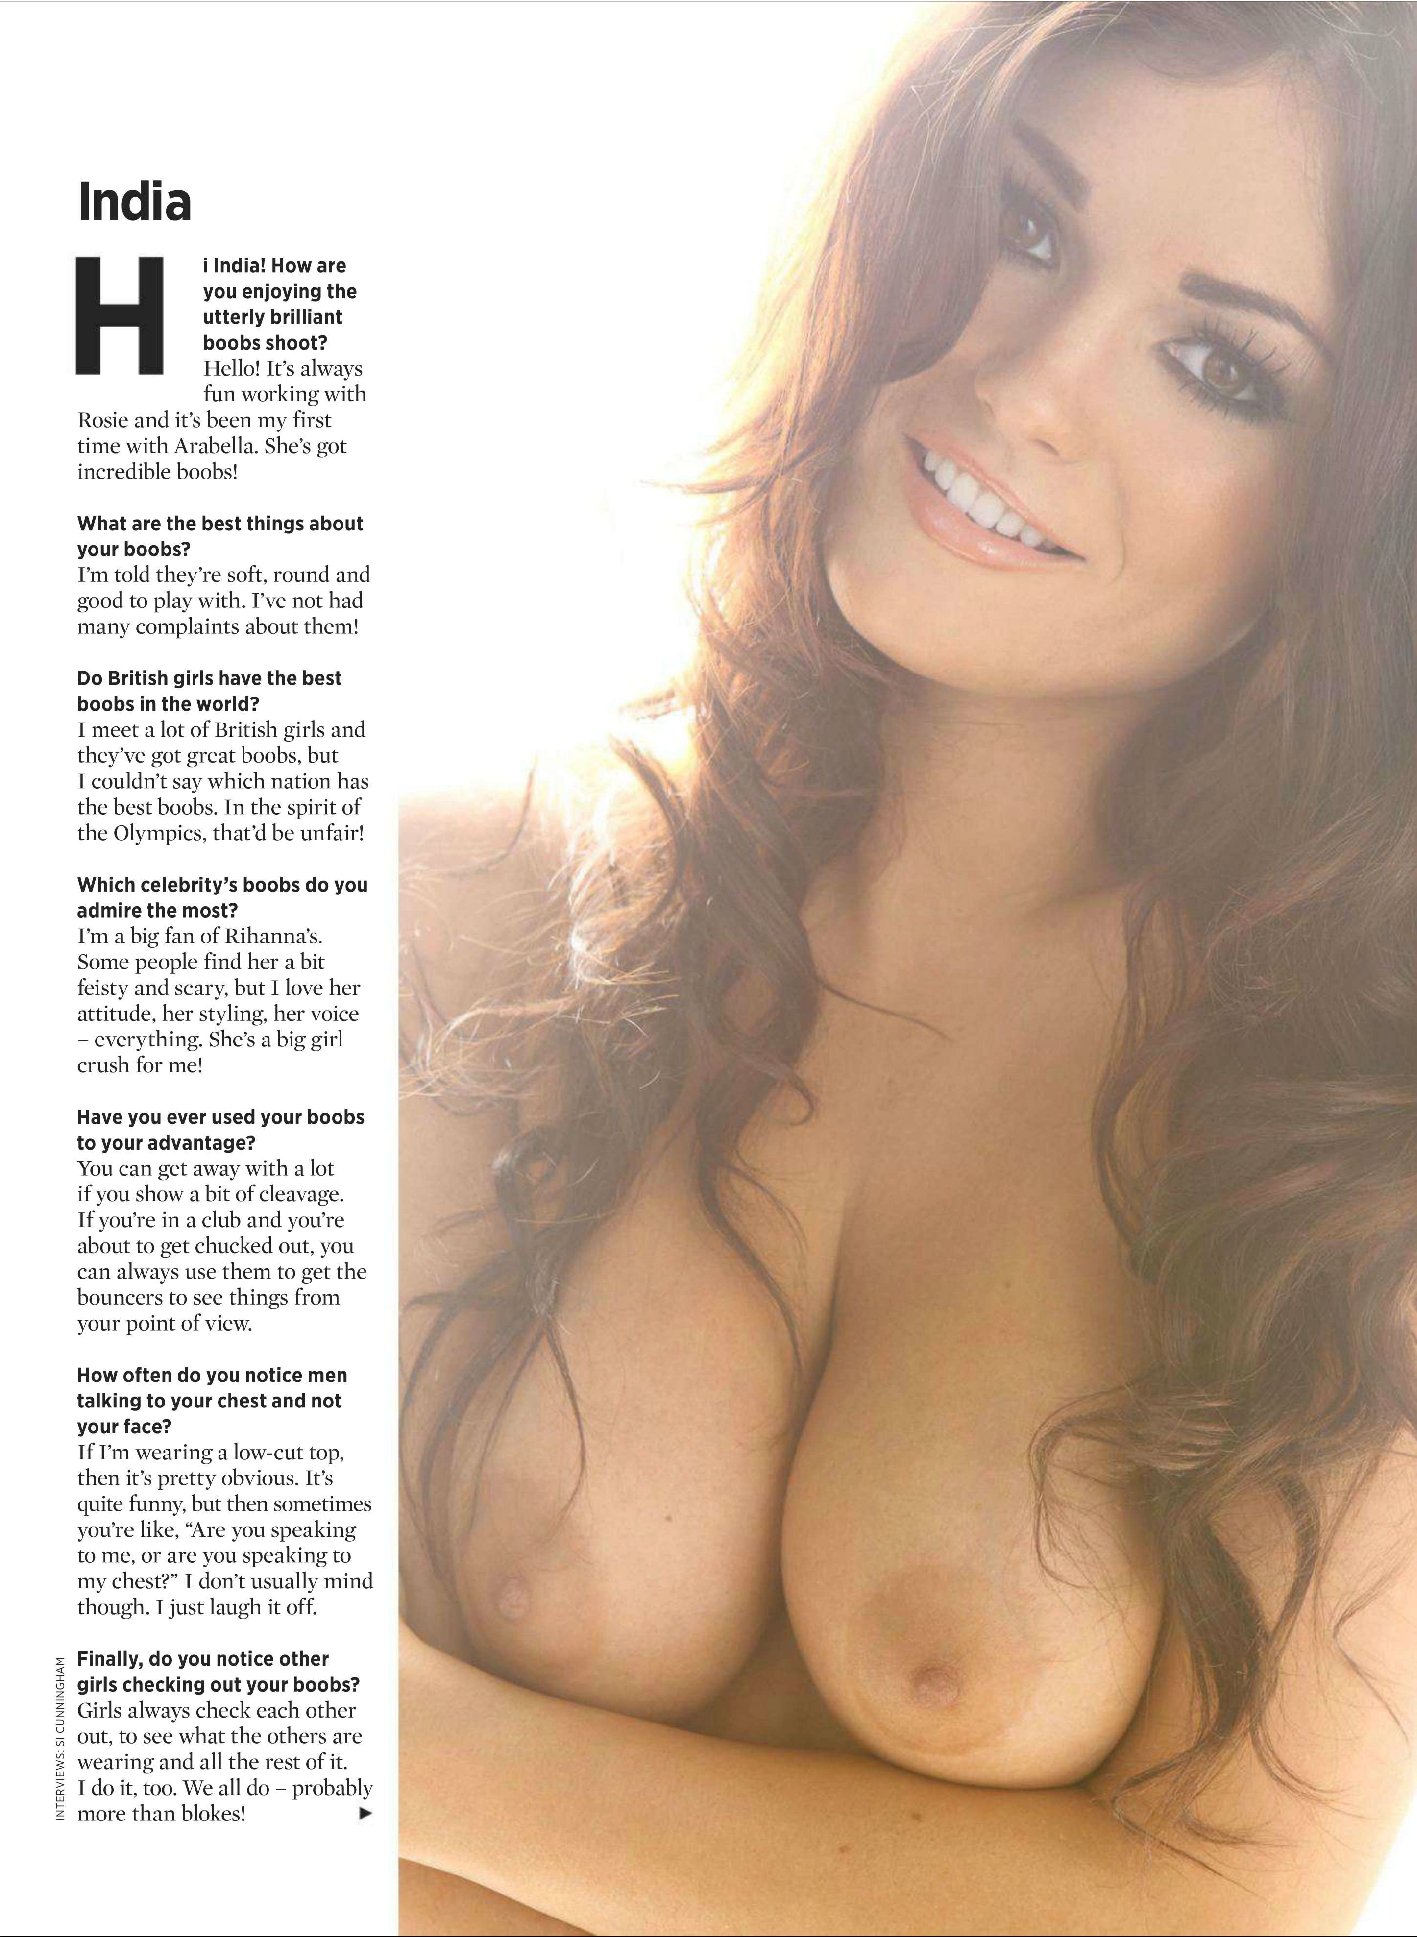 India
Hi India! How are
you enjoying the
utterly brilliant
boobs shoot?
Hello! It's always
fun working with
Rosie and it's been my first
time with Arabella. She's got
incredible boobs!
What are the best things about
your boobs?
I'm told they're soft, round and
good to play with. I've not had
many complaints about them!
Do British girls have the best
boobs in the world?
I meet a lot of British girls and
they've got great boobs, but
I couldn't say which nation has
the best boobs. In the spirit of
the Olympics, that'd be unfair!
Which celebrity's boobs do you
admire the most?
I'm a big fan of Rihanna's.
Some people find her a bit
feisty and scary, but I love her
attitude, her styling, her voice
– everything. She's a big girl
crush for me!
Have you ever used your boobs
to your advantage?
You can get away with a lot
if you show a bit of cleavage.
If you're in a club and you're
about to get chucked out, you
can always use them to get the
bouncers to see things from
your point of view.
How often do you notice men
talking to your chest and not
your face?
If I'm wearing a low-cut top,
then it's pretty obvious. It's
quite funny, but then sometimes
you're like, “Are you speaking
to me, or are you speaking to
my chest?” I don't usually mind
though. I just laugh it off.
Finally, do you notice other
girls checking out your boobs?
Girls always check each other
out, to see what the others are
wearing and all the rest of it.
I do it, too. We all do – probably
more than blokes!
INTERVIEWS: SI CUNNINGHAM